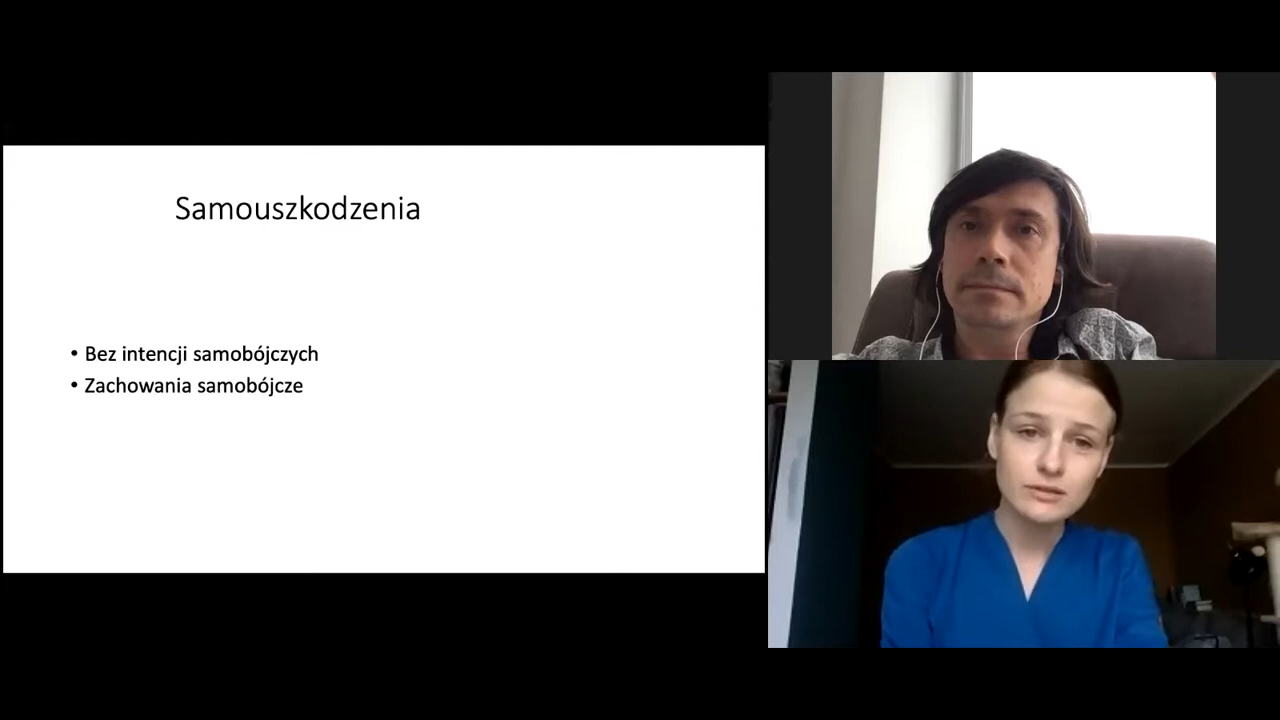 Samouszkodzenia
• Bez intencji samobójczych
• Zachowania samobójcze